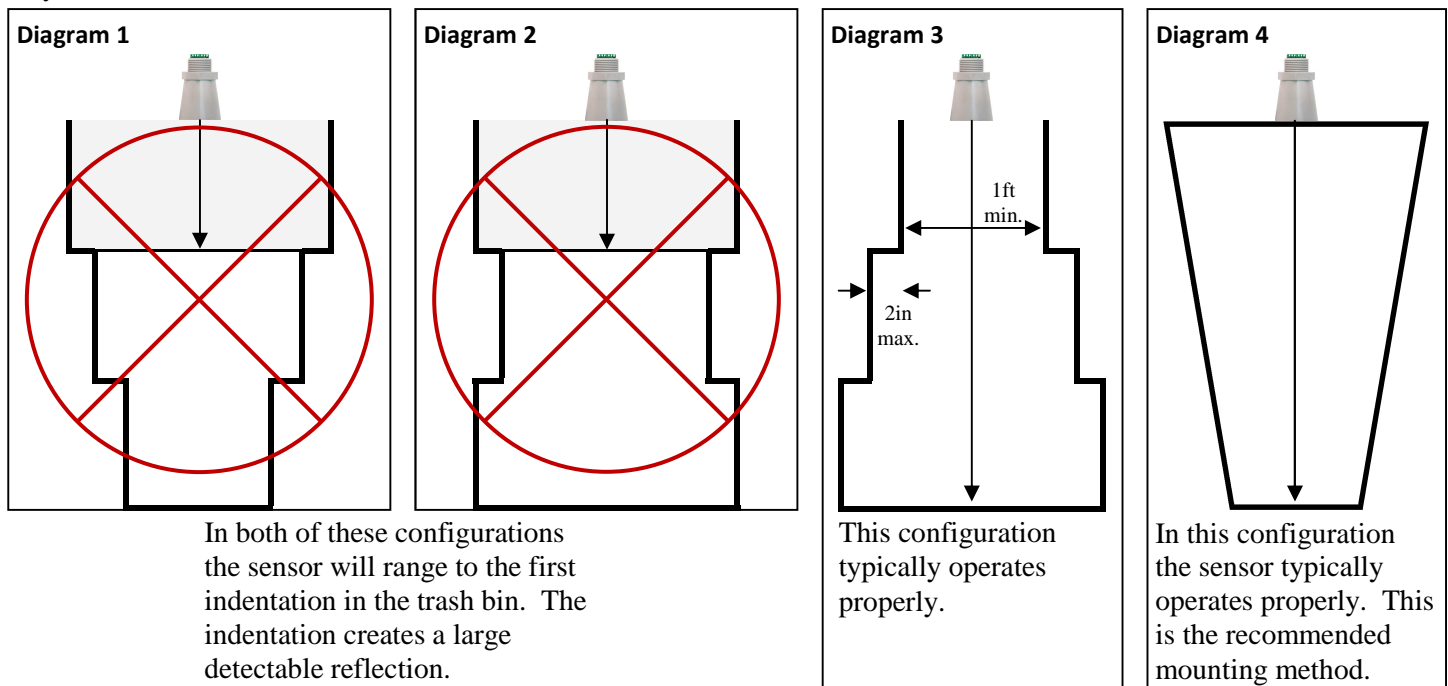 Diagram 1
Diagram 2
Diagram 3
Diagram 4
1ft
min.
2in
max.
In both of these configurations
the sensor will range to the first
indentation in the trash bin. The
indentation creates a large
detectable reflection.
This configuration
typically operates
properly.
In this configuration
the sensor typically
operates properly. This
is the recommended
mounting method.